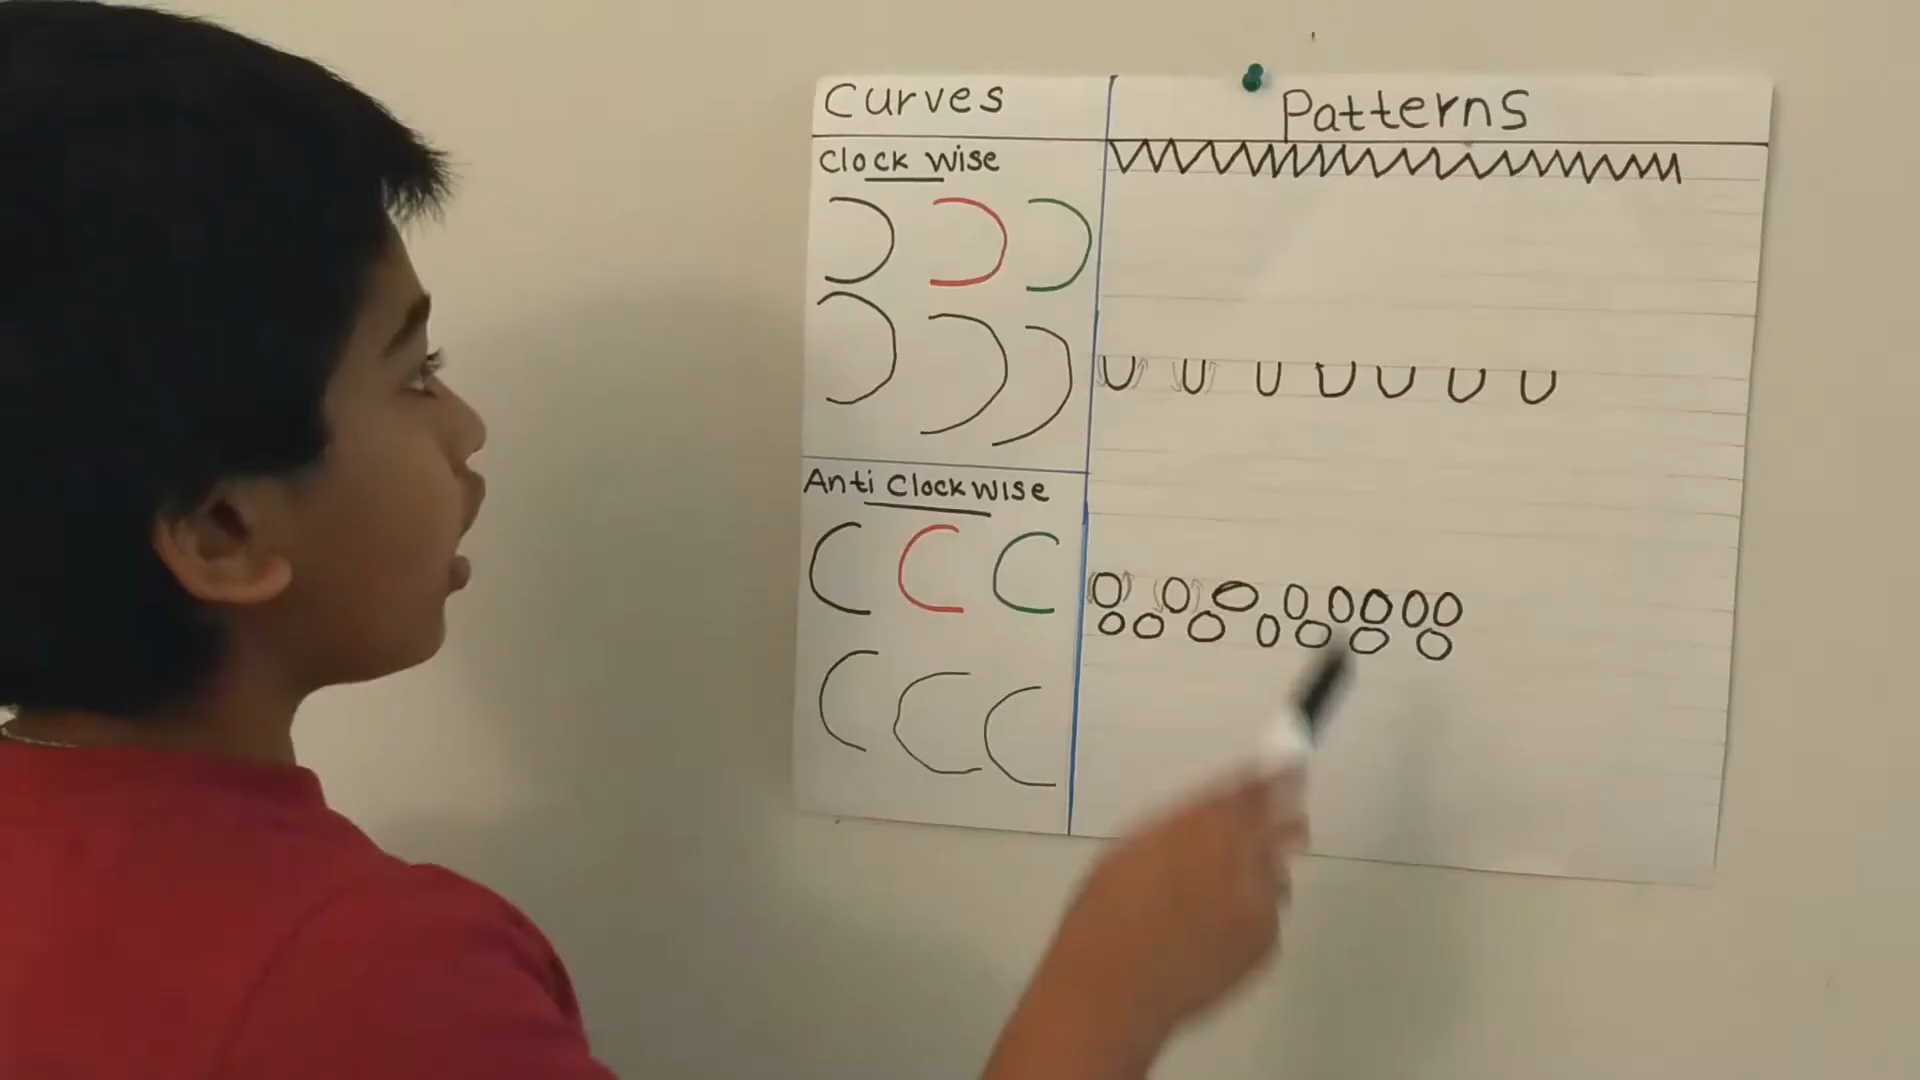 Curves
Patterns
Clock wise
U U U U U U U
Anti Clockwise